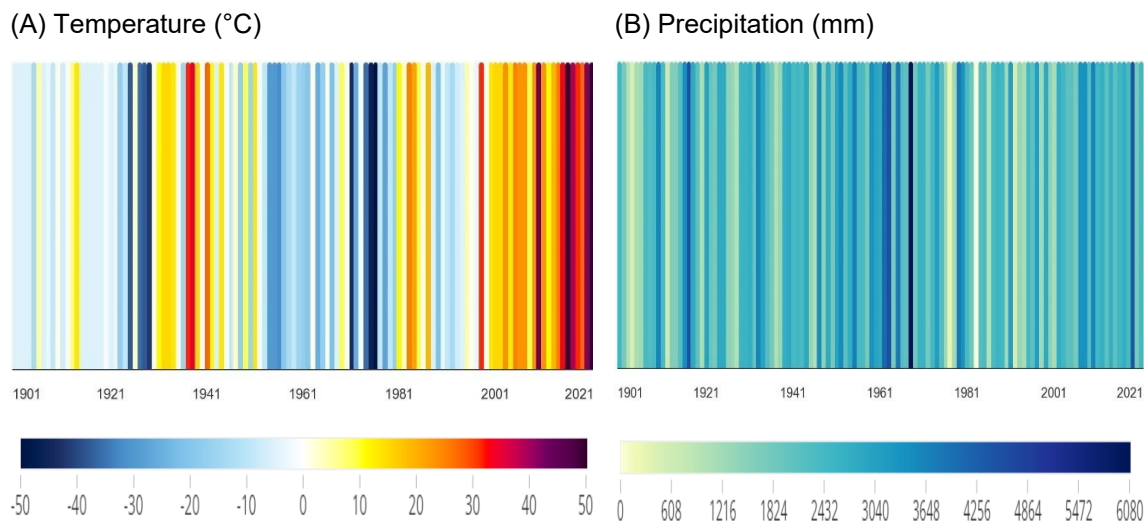 (A) Temperature (°C)
(B) Precipitation (mm)
1901 1921 1941 1961 1981 2001 2021
1901 1921 1941 1961 1981 2001 2021
-50 -40 -30 -20 -10 0 10 20 30 40 50
0 608 1216 1824 2432 3040 3648 4256 4864 5472 6080